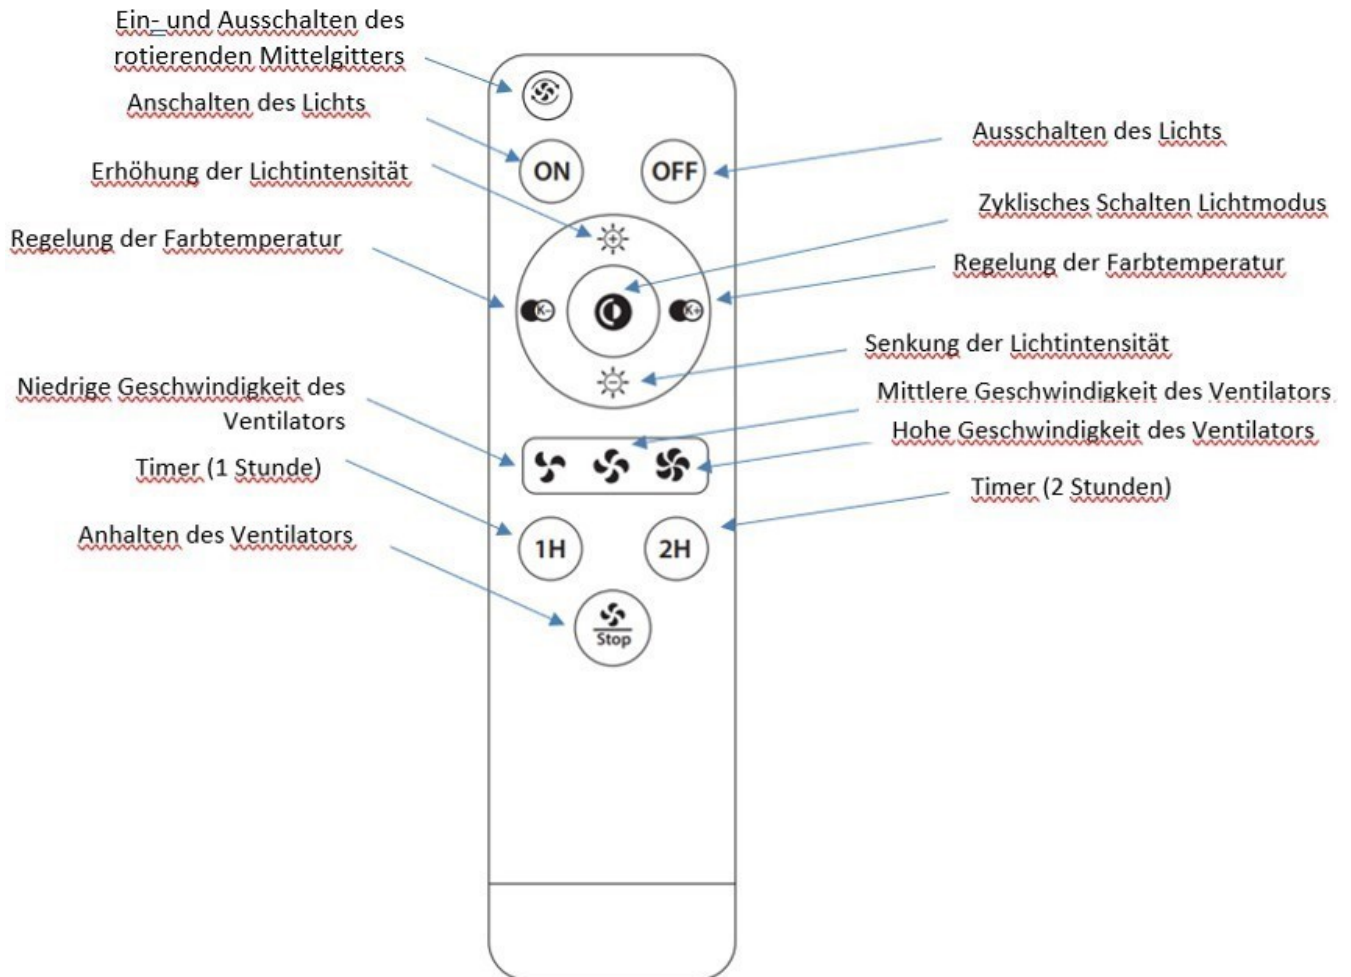 Ein- und Ausschalten des
rotierenden Mittelgitters
Anschalten des Lichts
Erhöhung der Lichtintensität
Regelung der Farbtemperatur
Niedrige Geschwindigkeit des
Ventilators
Timer (1 Stunde)
Anhalten des Ventilators
ON
OFF
K-
K+
1H
2H
Stop
Ausschalten des Lichts
Zyklisches Schalten Lichtmodus
Regelung der Farbtemperatur
Senkung der Lichtintensität
Mittlere Geschwindigkeit des Ventilators
Hohe Geschwindigkeit des Ventilators
Timer (2 Stunden)